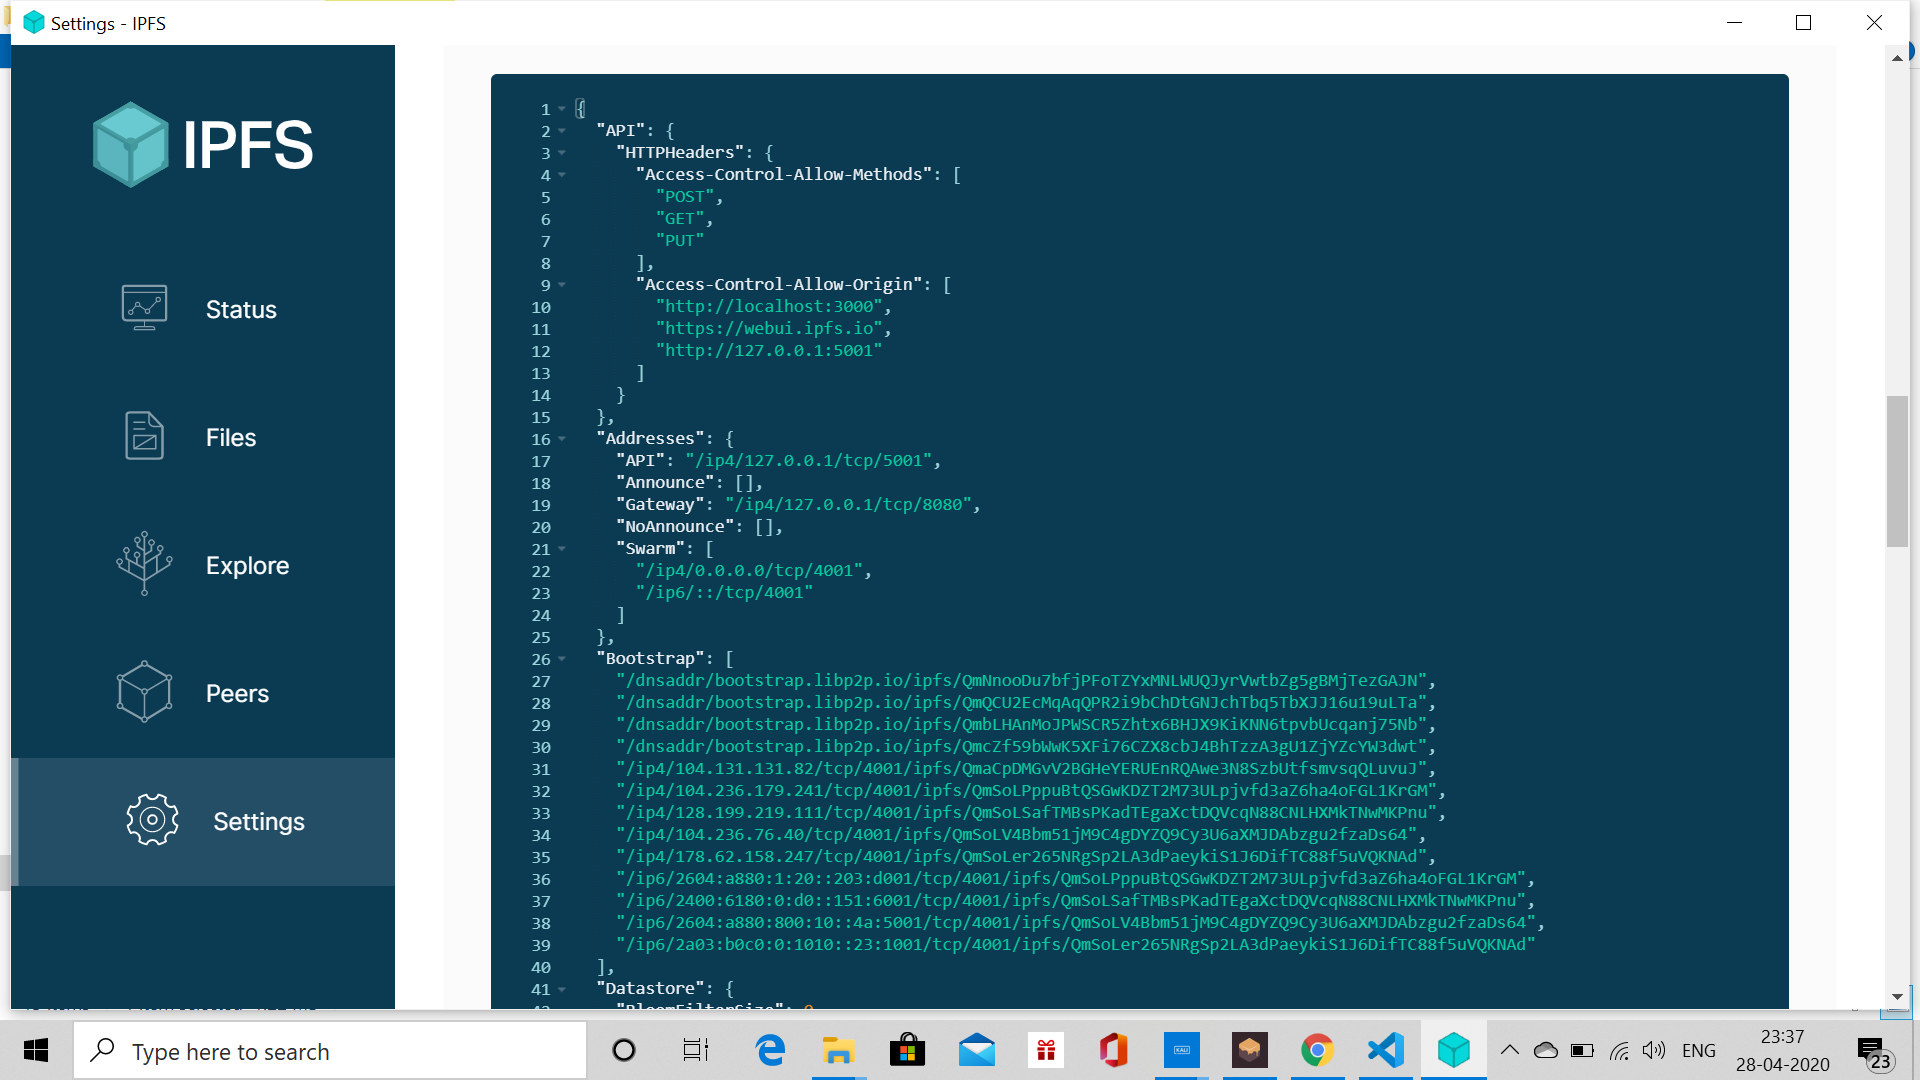 Settings - IPFS
IPFS
Status
Files
Explore
Peers
Settings
1 {
2 "API": {
3 "HTTPHeaders": {
4 "Access-Control-Allow-Methods": [
5 "POST",
6 "GET",
7 "PUT"
8 ],
9 "Access-Control-Allow-Origin": [
10 "http://localhost:3000",
11 "https://webui.ipfs.io",
12 "http://127.0.0.1:5001"
13 ]
14 }
15 },
16 "Addresses": {
17 "API": "/ip4/127.0.0.1/tcp/5001",
18 "Announce": [],
19 "Gateway": "/ip4/127.0.0.1/tcp/8080",
20 "NoAnnounce": [],
21 "Swarm": [
22 "/ip4/0.0.0.0/tcp/4001",
23 "/ip6/::/tcp/4001"
24 ]
25 },
26 "Bootstrap": [
27 "/dnsaddr/bootstrap.libp2p.io/ipfs/QmNnooDu7bfjPFoTZYxMNLWUQJyrVwtbZg5gBMjTezGAJN",
28 "/dnsaddr/bootstrap.libp2p.io/ipfs/QmQCU2EcMqAqQPR2i9bChDtGNJchTbq5TbXJJ16u19uLTa",
29 "/dnsaddr/bootstrap.libp2p.io/ipfs/QmbLHAnMoJPWSCR5Zhtx6BHJX9KiKNN6tpvbUcqanj75Nb",
30 "/dnsaddr/bootstrap.libp2p.io/ipfs/QmcZf59bWwK5XFi76CZX8cbJ4BhTzzA3gU1ZjYZcYW3dwt",
31 "/ip4/104.131.131.82/tcp/4001/ipfs/QmaCpDMGvV2BGHeYERUEnRQAwe3N8SzbUtfsmvsqQLuvuJ",
32 "/ip4/104.236.179.241/tcp/4001/ipfs/QmSoLPppuBtQSGwKDZT2M73ULpjvfd3aZ6ha4oFGL1KrGM",
33 "/ip4/128.199.219.111/tcp/4001/ipfs/QmSoLSafTMBsPKadTEgaXctDQVcqN88CNLHXMkTNwMKPnu",
34 "/ip4/104.236.76.40/tcp/4001/ipfs/QmSoLV4Bbm51jM9C4gDYZQ9Cy3U6aXMJDAbzgu2fzaDs64",
35 "/ip4/178.62.158.247/tcp/4001/ipfs/QmSoLer265NRgSp2LA3dPaeykiS1J6DifTC88f5uVQKNAd",
36 "/ip6/2604:a880:1:20::203:d001/tcp/4001/ipfs/QmSoLPppuBtQSGwKDZT2M73ULpjvfd3aZ6ha4oFGL1KrGM",
37 "/ip6/2400:6180:0:d0::151:6001/tcp/4001/ipfs/QmSoLSafTMBsPKadTEgaXctDQVcqN88CNLHXMkTNwMKPnu",
38 "/ip6/2604:a880:800:10::4a:5001/tcp/4001/ipfs/QmSoLV4Bbm51jM9C4gDYZQ9Cy3U6aXMJDAbzgu2fzaDs64",
39 "/ip6/2a03:b0c0:0:1010::23:1001/tcp/4001/ipfs/QmSoLer265NRgSp2LA3dPaeykiS1J6DifTC88f5uVQKNAd"
40 ],
41 "Datastore": {
Type here to search
KALI
ENG
23:37
28-04-2020
23